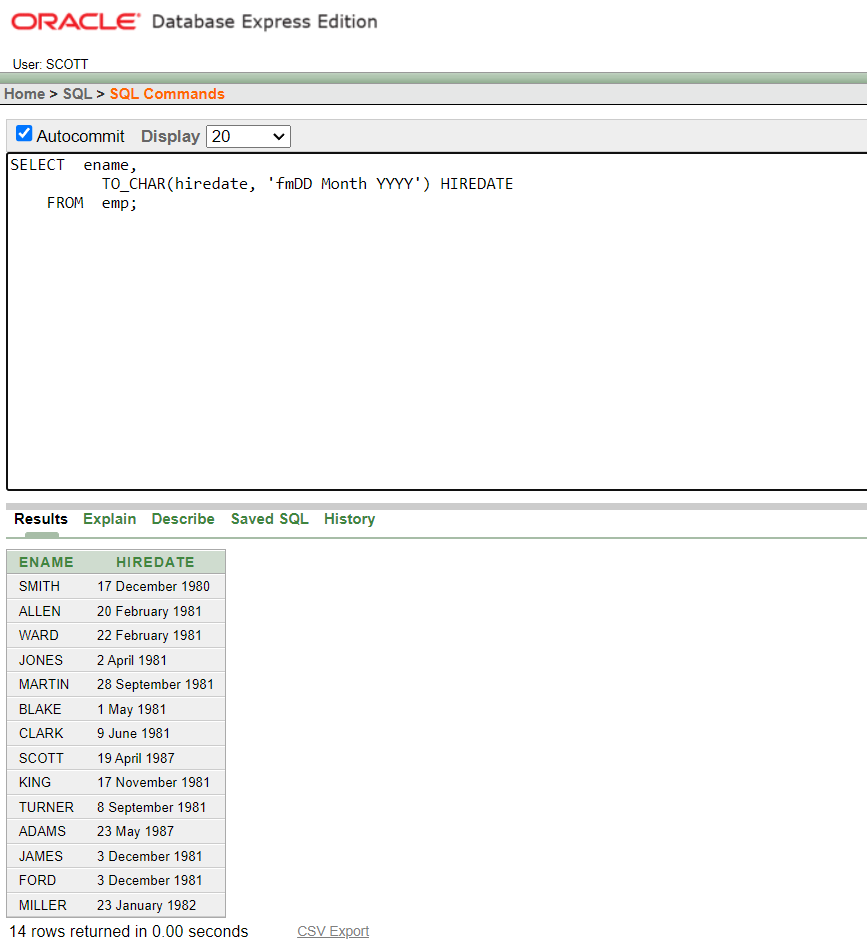 ORACLE® Database Express Edition
User: SCOTT
Home > SQL > SQL Commands
Autocommit Display 20
SELECT ename,
TO_CHAR(hiredate, 'fmDD Month YYYY') HIREDATE
FROM emp;
Results Explain Describe Saved SQL History
ENAME HIREDATE
SMITH 17 December 1980
ALLEN 20 February 1981
WARD 22 February 1981
JONES 2 April 1981
MARTIN 28 September 1981
BLAKE 1 May 1981
CLARK 9 June 1981
SCOTT 19 April 1987
KING 17 November 1981
TURNER 8 September 1981
ADAMS 23 May 1987
JAMES 3 December 1981
FORD 3 December 1981
MILLER 23 January 1982
14 rows returned in 0.00 seconds CSV Export